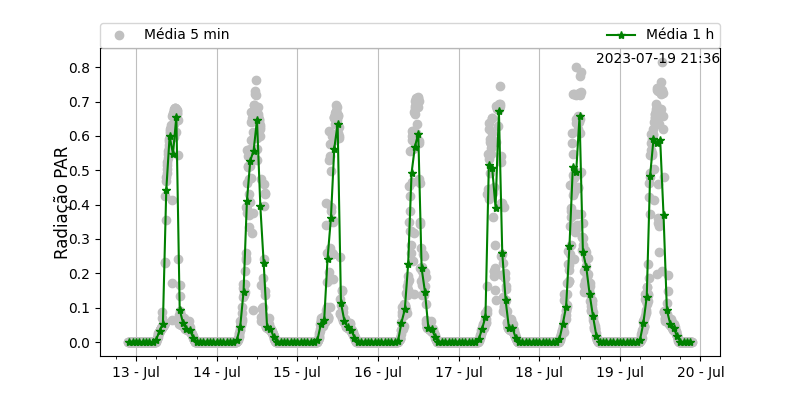 Média 5 min
Média 1 h
2023-07-19 21:36
Radiação PAR
0.8
0.7
0.6
0.5
0.4
0.3
0.2
0.1
0.0
13 - Jul
14 - Jul
15 - Jul
16 - Jul
17 - Jul
18 - Jul
19 - Jul
20 - Jul